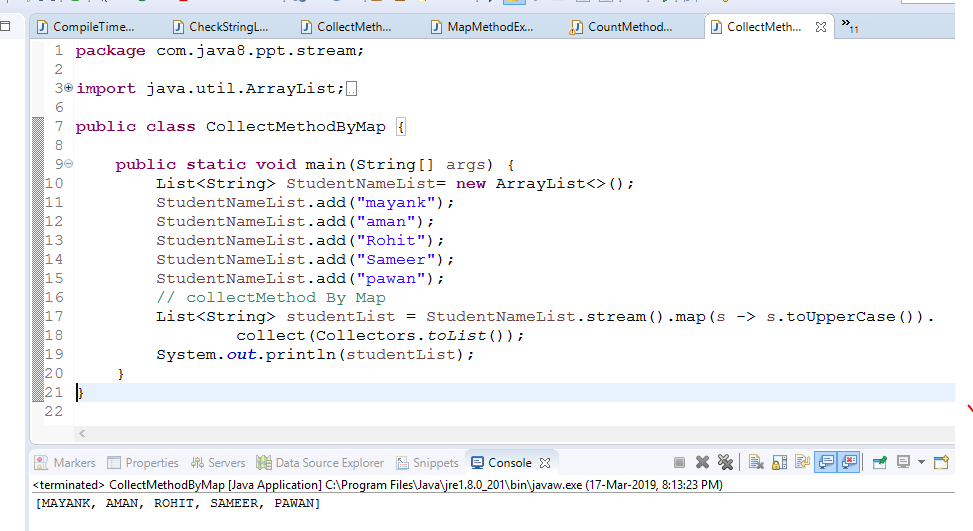 CompileTime... CheckStringL... CollectMeth... MapMethodEx... CountMethod... CollectMeth... »11
1 package com.java8.ppt.stream;
2
3 import java.util.ArrayList;
6
7 public class CollectMethodByMap {
8
9 public static void main(String[] args) {
10 List<String> StudentNameList= new ArrayList<>();
11 StudentNameList.add("mayank");
12 StudentNameList.add("aman");
13 StudentNameList.add("Rohit");
14 StudentNameList.add("Sameer");
15 StudentNameList.add("pawan");
16 // collectMethod By Map
17 List<String> studentList = StudentNameList.stream().map(s -> s.toUpperCase()).
18 collect(Collectors.toList());
19 System.out.println(studentList);
20 }
21 }
22
Markers Properties Servers Data Source Explorer Snippets Console
<terminated> CollectMethodByMap [Java Application] C:\Program Files\Java\jre1.8.0_201\bin\javaw.exe (17-Mar-2019, 8:13:23 PM)
[MAYANK, AMAN, ROHIT, SAMEER, PAWAN]